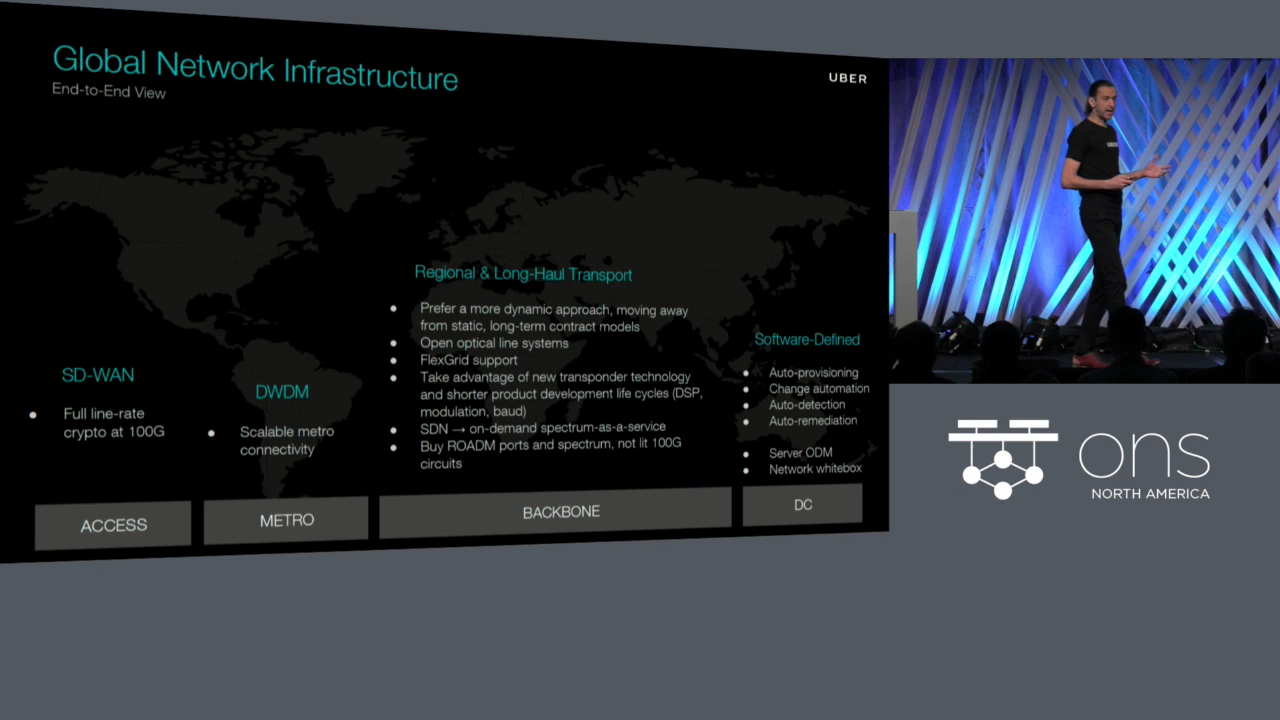 Global Network Infrastructure
End-to-End View
UBER
Regional & Long-Haul Transport
● Prefer a more dynamic approach, moving away
from static, long-term contract models
● Open optical line systems
● FlexGrid support
● Take advantage of new transponder technology
and shorter product development life cycles (DSP,
modulation, baud)
● SDN → on-demand spectrum-as-a-service
● Buy ROADM ports and spectrum, not lit 100G
circuits
Software-Defined
● Auto-provisioning
● Change automation
● Auto-detection
● Auto-remediation
● Server ODM
● Network whitebox
SD-WAN
● Full line-rate
crypto at 100G
DWDM
● Scalable metro
connectivity
ACCESS
METRO
BACKBONE
DC
ons
NORTH AMERICA